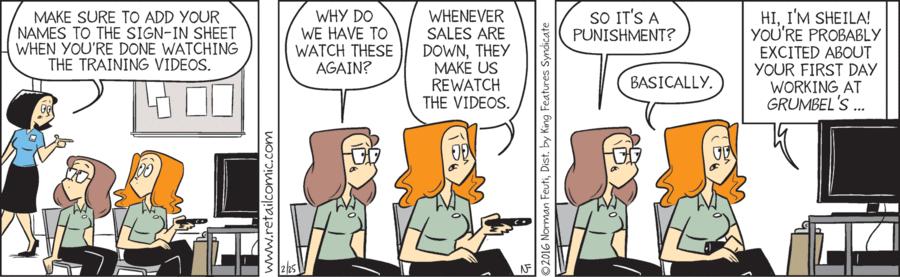 MAKE SURE TO ADD YOUR
NAMES TO THE SIGN-IN SHEET
WHEN YOU'RE DONE WATCHING
THE TRAINING VIDEOS.
www.retailcomic.com
2/25
WHY DO
WE HAVE TO
WATCH THESE
AGAIN?
WHENEVER
SALES ARE
DOWN, THEY
MAKE US
REWATCH
THE VIDEOS.
NF
©2016 Norman Feuti, Dist. by King Features Syndicate
SO IT'S A
PUNISHMENT?
BASICALLY.
HI, I'M SHEILA!
YOU'RE PROBABLY
EXCITED ABOUT
YOUR FIRST DAY
WORKING AT
GRUMBEL'S ...